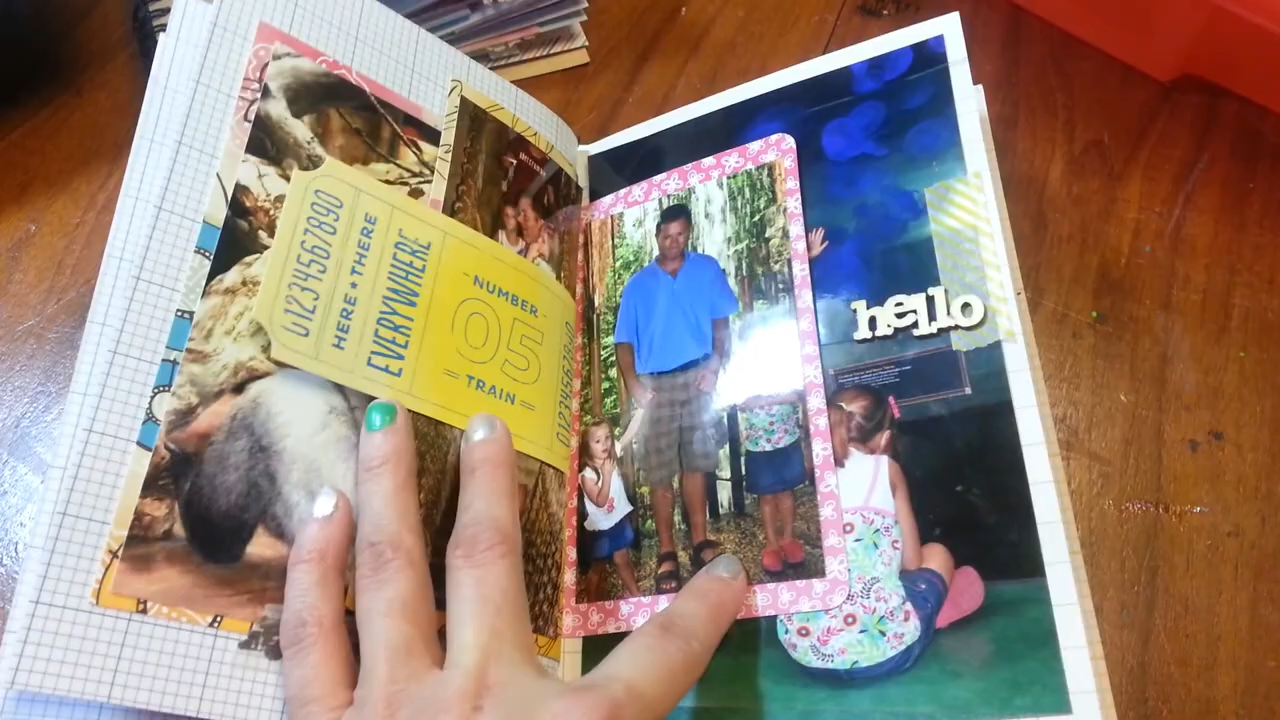 01234567890
HERE★THERE
EVERYWHERE
-NUMBER-
05
=TRAIN=
01234567890
hello